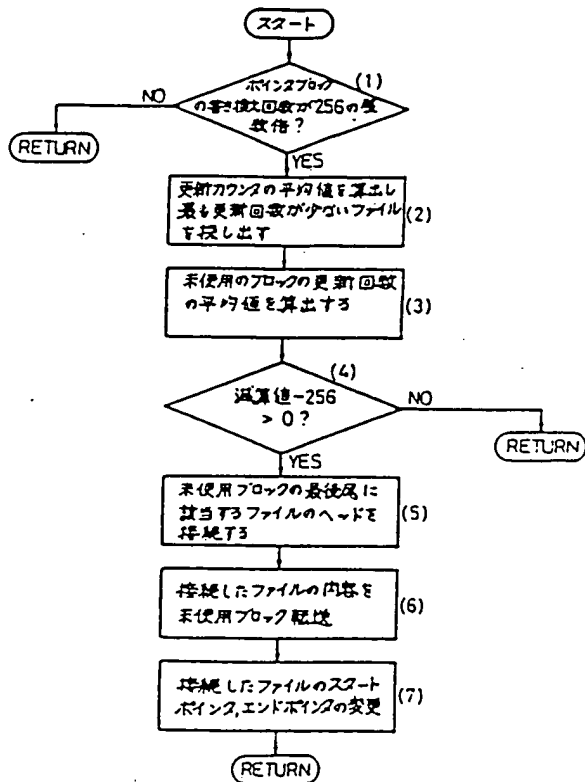 スタート
(1)
ポインタブロック
の書き換え回数が256の整
数倍?
NO
RETURN
YES
更新カウンタの平均値を算出し
最も更新回数が少ないファイル
を探し出す
(2)
未使用のブロックの更新回数
の平均値を算出する
(3)
(4)
減算値-256
> 0?
NO
RETURN
YES
未使用ブロックの最後尾に
該当するファイルのヘッドを
接続する
(5)
接続したファイルの内容を
未使用ブロック転送
(6)
接続したファイルのスタート
ポインタ,エンドポインタの変更
(7)
RETURN